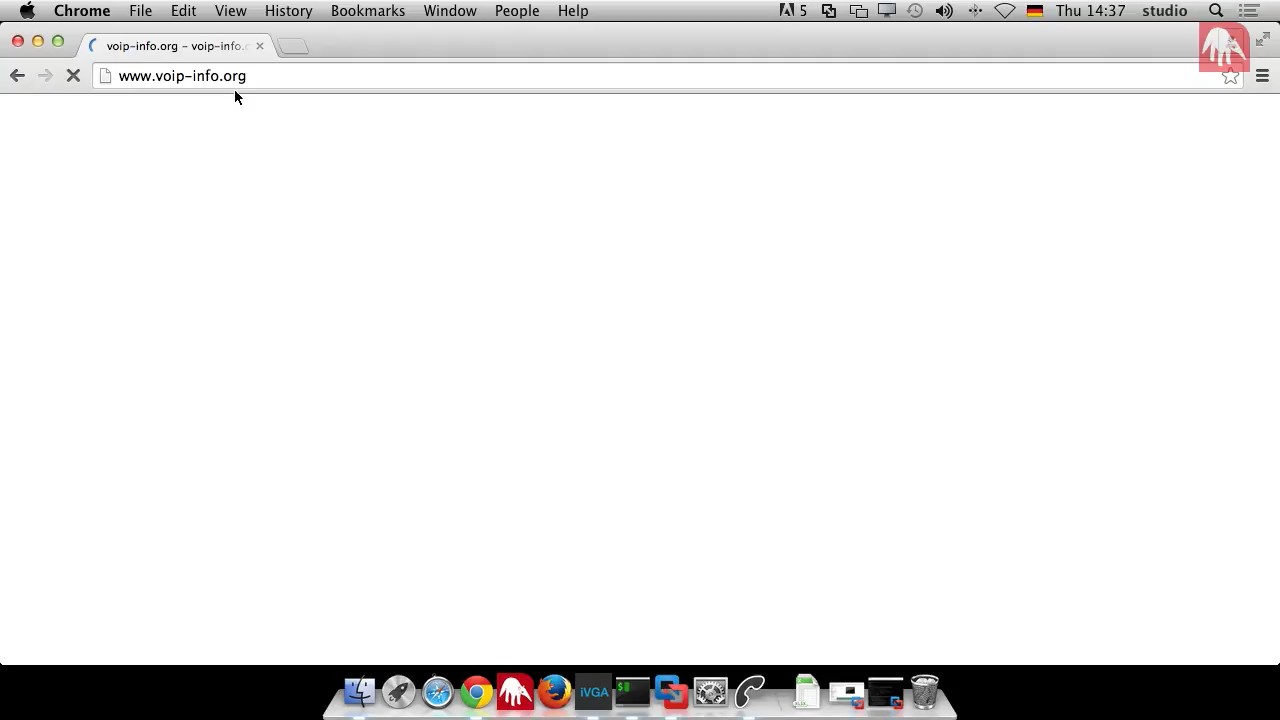 Chrome File Edit View History Bookmarks Window People Help 5 Thu 14:37 studio
voip-info.org – voip-info.o
www.voip-info.org
iVGA
$